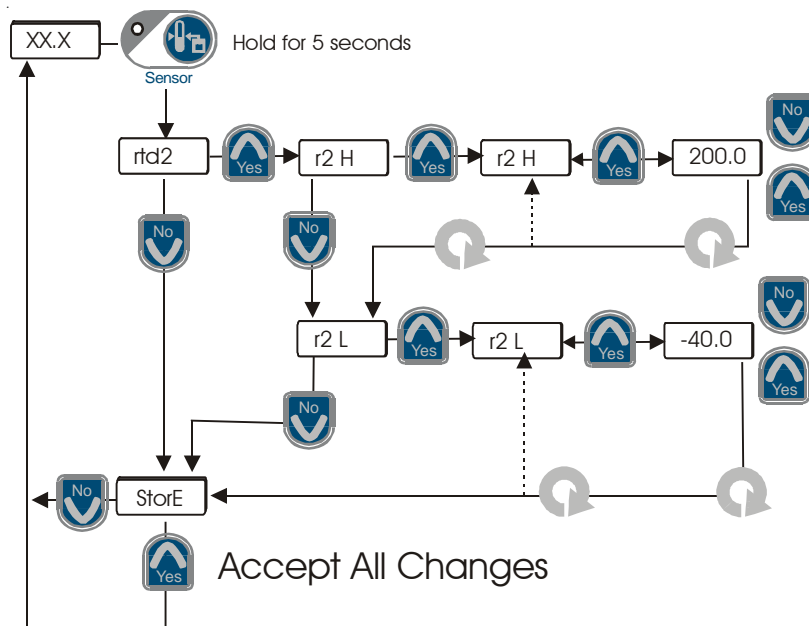 XX.X
Hold for 5 seconds
Sensor
rtd2
Yes
r2 H
Yes
r2 H
Yes
200.0
No
Yes
No
No
r2 L
Yes
r2 L
Yes
-40.0
No
Yes
No
StorE
No
Yes
Accept All Changes